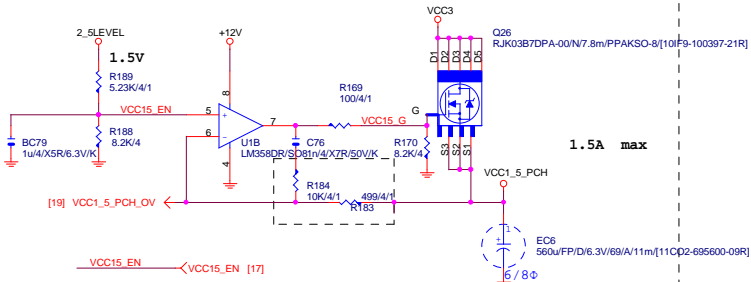 VCC3
2_5LEVEL
+12V
Q26
RJK03B7DPA-00/N/7.8m/PPAKSO-8/[10IF9-100397-21R]
1.5V
D1
D2
D3
D4
D5
R189
5.23K/4/1
R169
100/4/1
8
VCC15_EN
5
+
7
VCC15_G
G
6
-
R188
8.2K/4
BC79
1u/4/X5R/6.3V/K
U1B
LM358DR/SO8
C76
1n/4/X7R/50V/K
4
R170
8.2K/4
S3
S2
S1
1.5A max
VCC1_5_PCH
R184
10K/4/1
499/4/1
R183
[19] VCC1_5_PCH_OV
1
+
EC6
560u/FP/D/6.3V/69/A/11m/[11CO2-695600-09R]
6/8Φ
VCC15_EN
VCC15_EN [17]